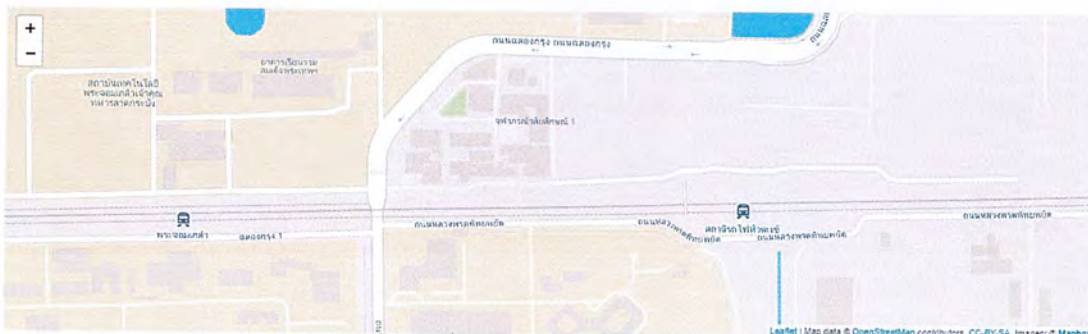 +
−
ถนนฉลองกรุง ถนนฉลองกรุง
อาคารเรียนรวม
สมเด็จพระเทพฯ
สถาบันเทคโนโลยี
พระจอมเกล้าเจ้าคุณ
ทหารลาดกระบัง
พระจอมเกล้า
ฉลองกรุง 1
ถนนหลวงพรตพิทยพยัต
ถนนหลวงพรตพิทยพยัต
สถานีรถไฟหัวตะเข้
ถนนหลวงพรตพิทยพยัต
ถนนหลวงพรตพิทยพยัต
Leaflet | Map data © OpenStreetMap contributors, CC-BY-SA, Imagery © Mapbox